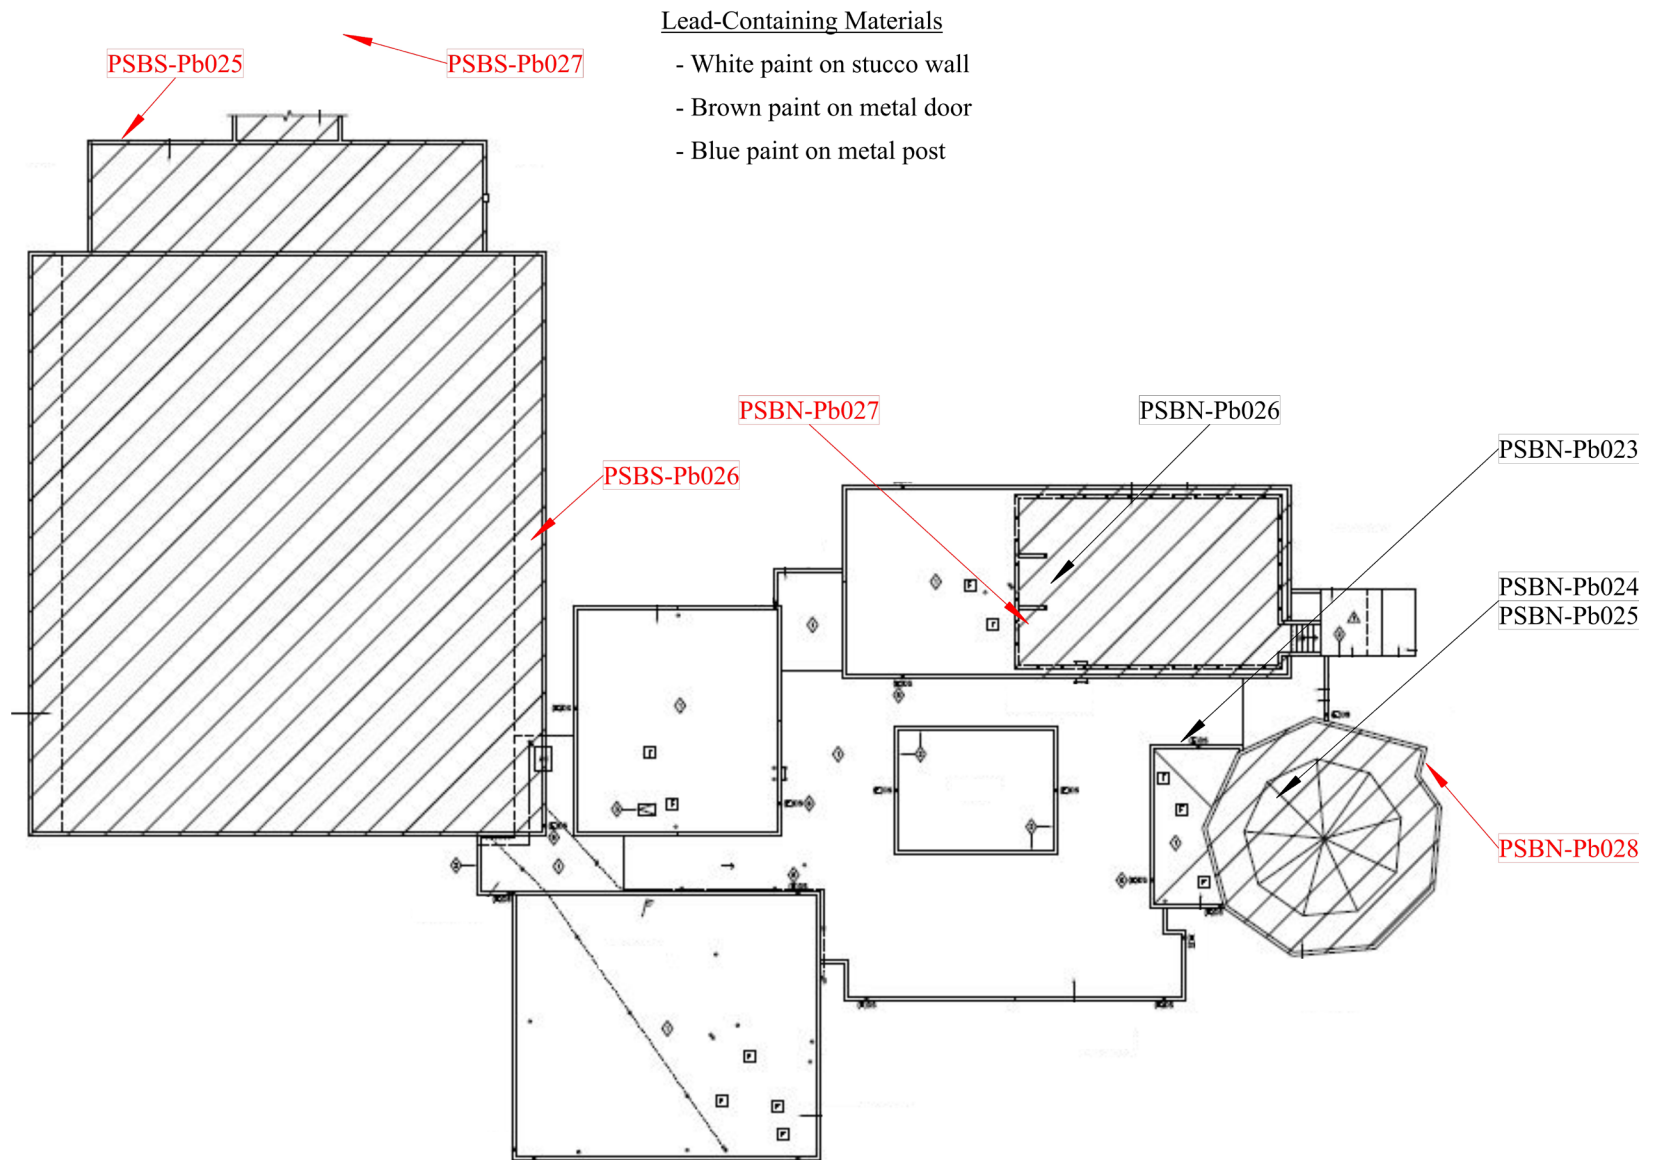 Lead-Containing Materials
- White paint on stucco wall
- Brown paint on metal door
- Blue paint on metal post
PSBS-Pb025
PSBS-Pb027
PSBN-Pb027
PSBN-Pb026
PSBN-Pb023
PSBS-Pb026
PSBN-Pb024
PSBN-Pb025
PSBN-Pb028